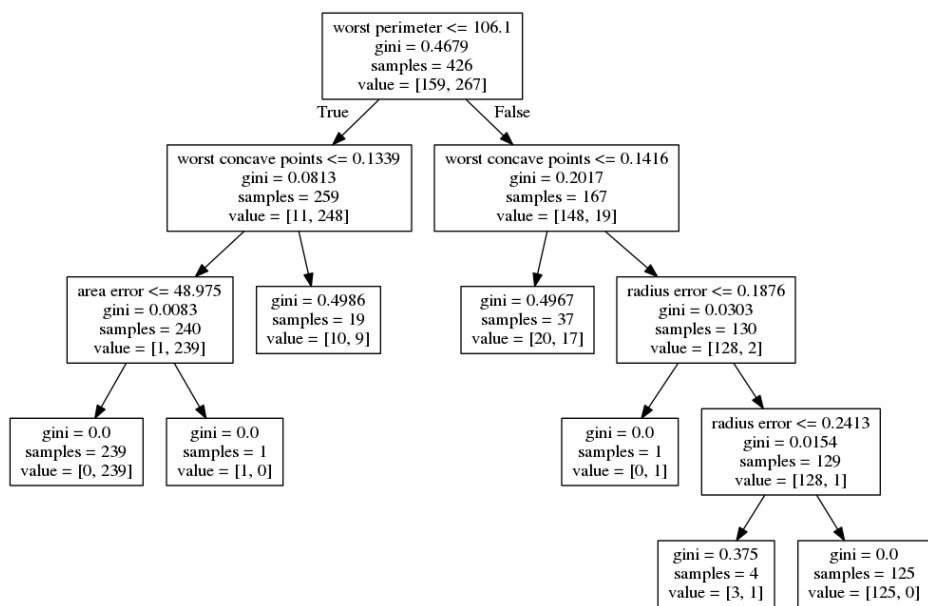 worst perimeter <= 106.1
gini = 0.4679
samples = 426
value = [159, 267]
True
False
worst concave points <= 0.1339
gini = 0.0813
samples = 259
value = [11, 248]
worst concave points <= 0.1416
gini = 0.2017
samples = 167
value = [148, 19]
area error <= 48.975
gini = 0.0083
samples = 240
value = [1, 239]
gini = 0.4986
samples = 19
value = [10, 9]
gini = 0.4967
samples = 37
value = [20, 17]
radius error <= 0.1876
gini = 0.0303
samples = 130
value = [128, 2]
gini = 0.0
samples = 239
value = [0, 239]
gini = 0.0
samples = 1
value = [1, 0]
gini = 0.0
samples = 1
value = [0, 1]
radius error <= 0.2413
gini = 0.0154
samples = 129
value = [128, 1]
gini = 0.375
samples = 4
value = [3, 1]
gini = 0.0
samples = 125
value = [125, 0]